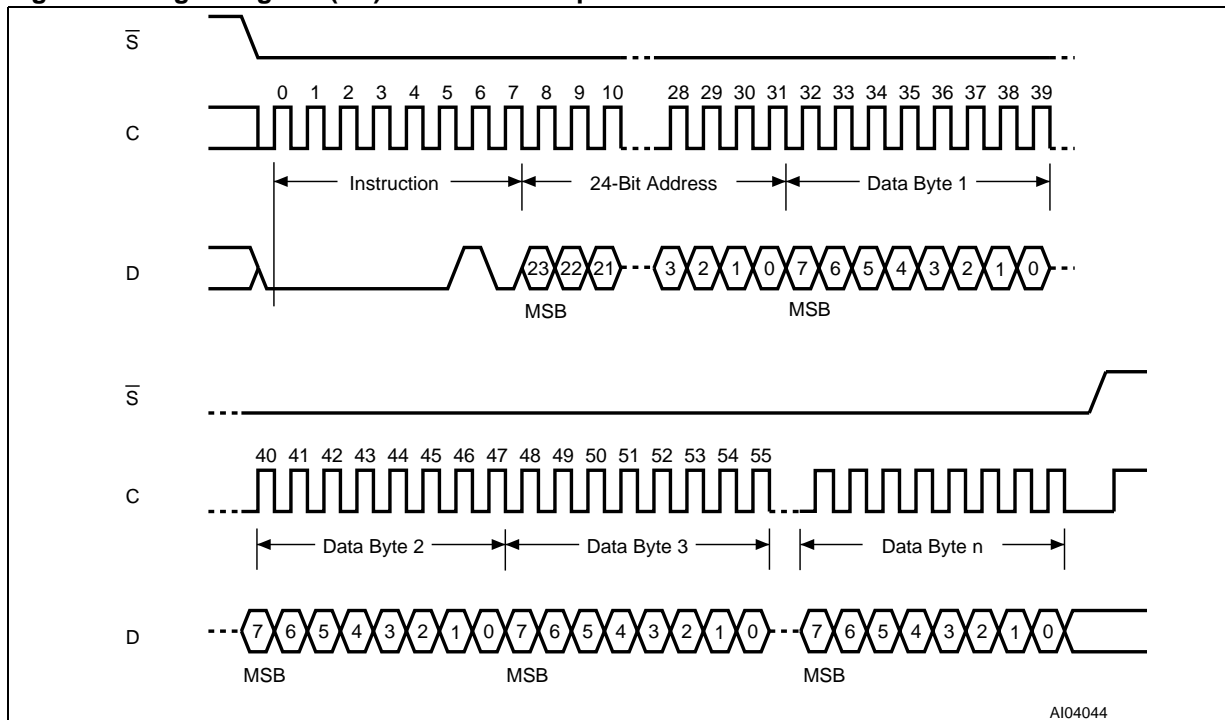 S
0 1 2 3 4 5 6 7 8 9 10 28 29 30 31 32 33 34 35 36 37 38 39
C
Instruction 24-Bit Address Data Byte 1
D 23 22 21 3 2 1 0 7 6 5 4 3 2 1 0
MSB MSB
S
40 41 42 43 44 45 46 47 48 49 50 51 52 53 54 55
C
Data Byte 2 Data Byte 3 Data Byte n
D 7 6 5 4 3 2 1 0 7 6 5 4 3 2 1 0 7 6 5 4 3 2 1 0
MSB MSB MSB
AI04044